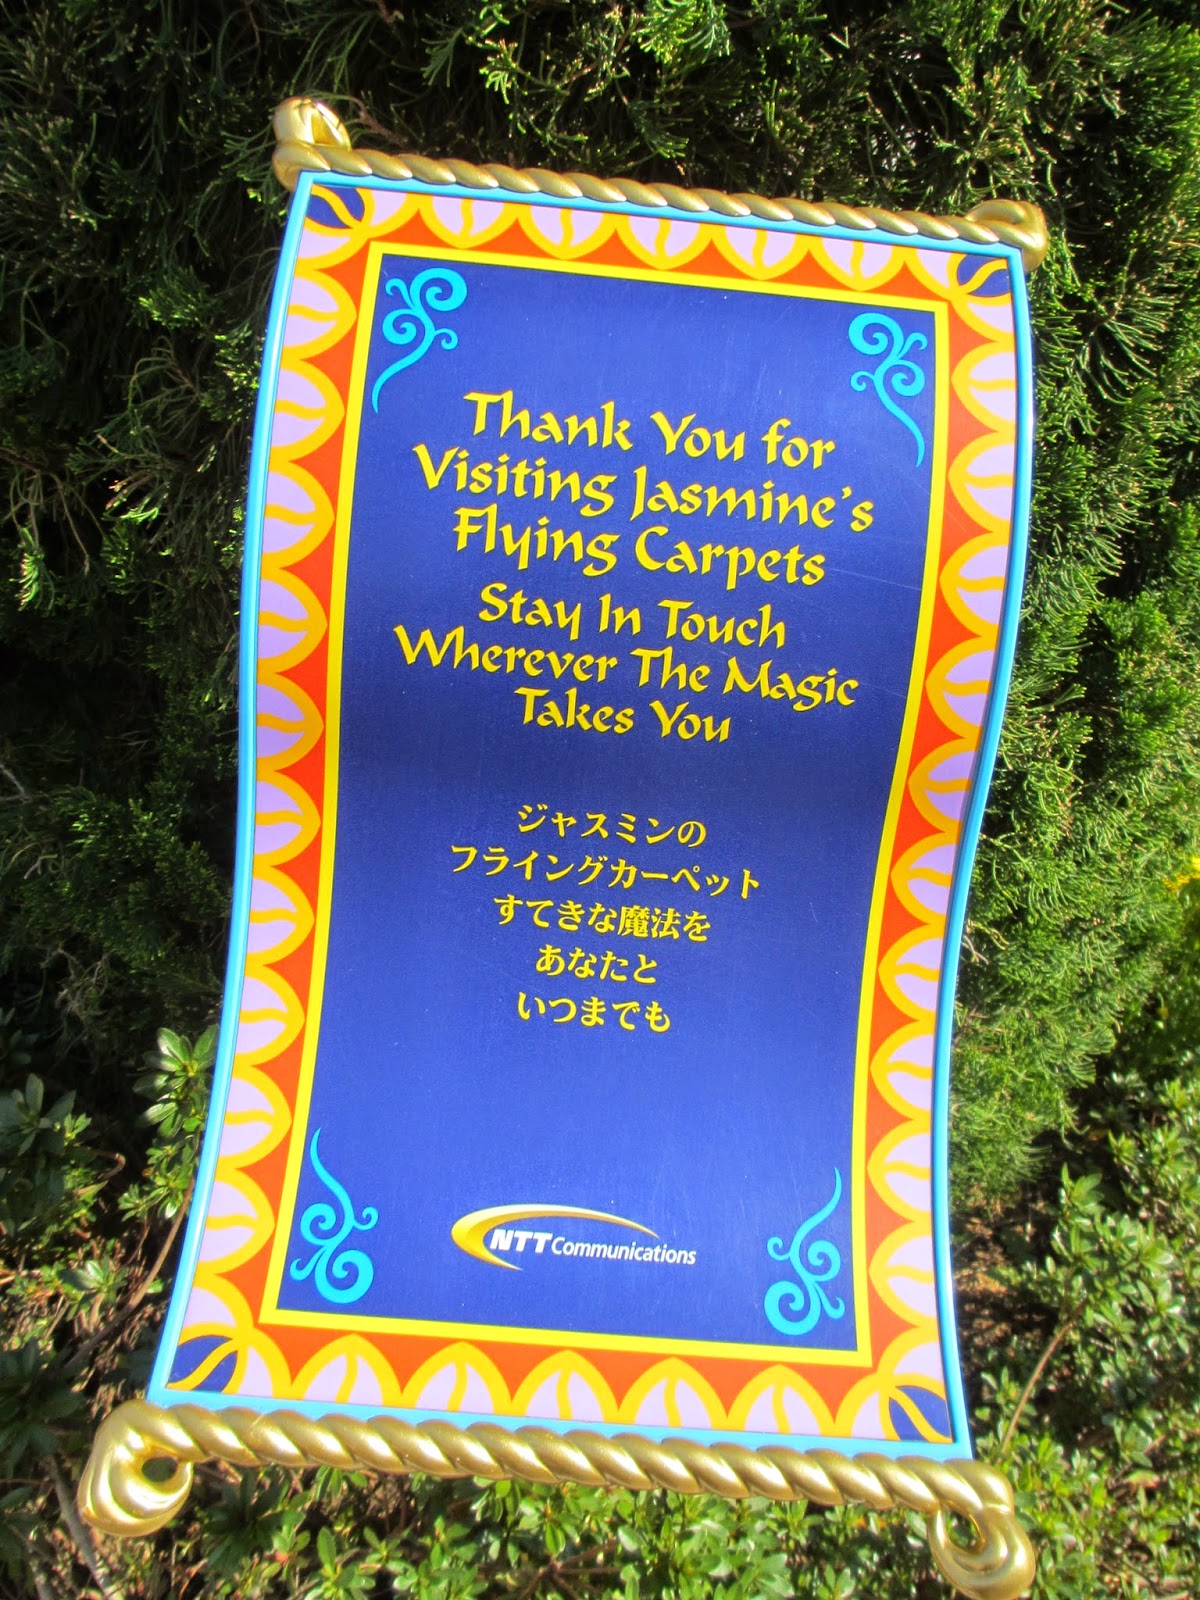 Thank You for
Visiting Jasmine's
Flying Carpets
Stay In Touch
Wherever The Magic
Takes You
ジャスミンの
フライングカーペット
すてきな魔法を
あなたと
いつまでも
NTT Communications